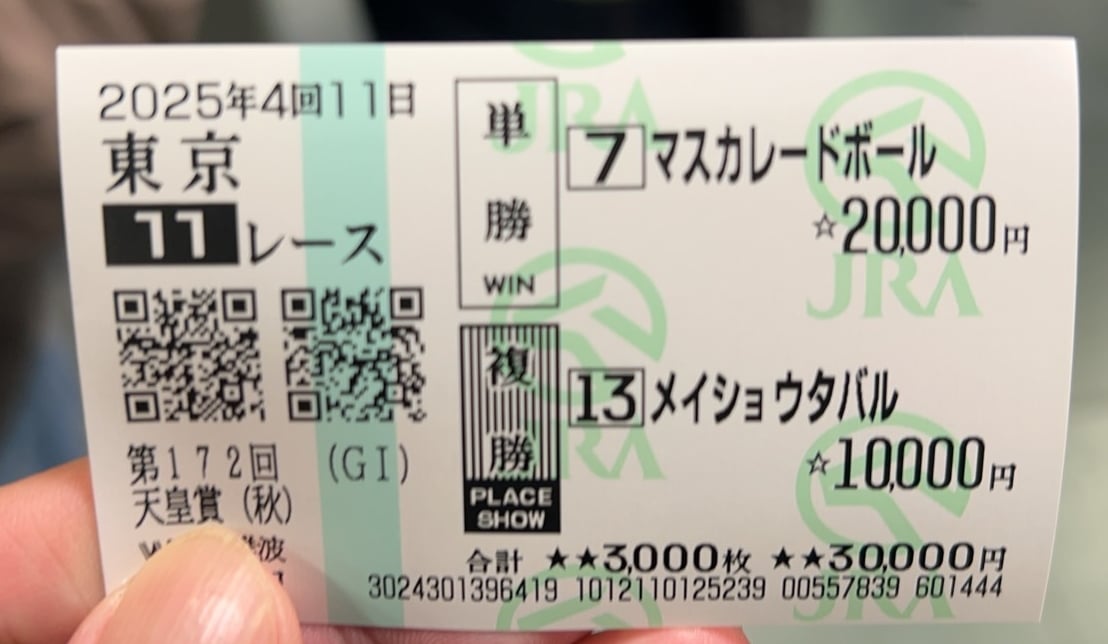 2025年4回11日
東京
11レース
第172回 (GI)
天皇賞(秋)
単勝
WIN
7 マスカレードボール
☆20,000円
複勝
PLACE
SHOW
13 メイショウタバル
☆10,000円
合計 ★★3,000枚 ★★30,000円
3024301396419 1012110125239 00557839 601444
JRA
JRA
JRA